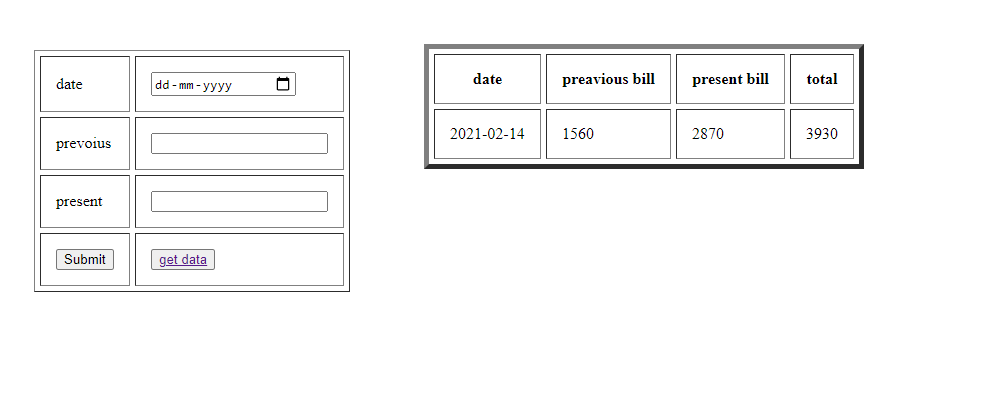 date dd-mm-yyyy
prevoius
present
Submit get data
date preavious bill present bill total
2021-02-14 1560 2870 3930